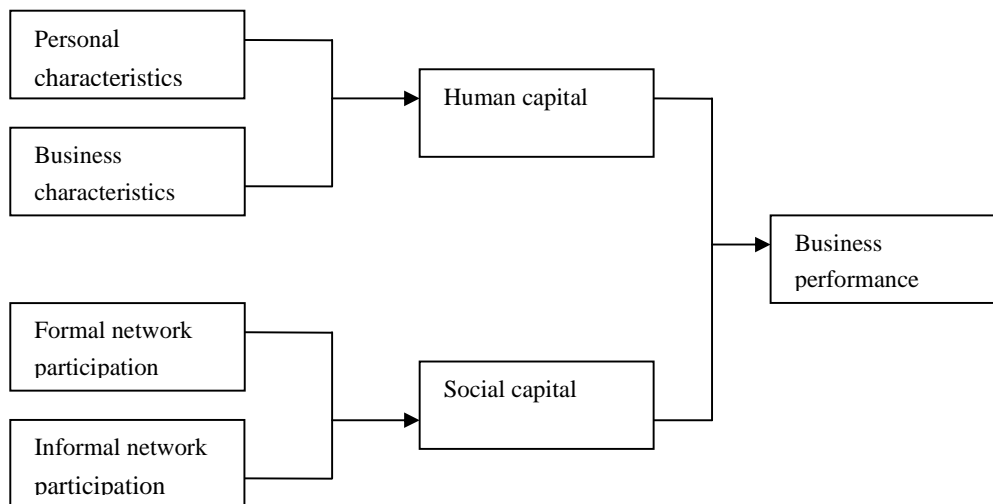 Personal
characteristics
Human capital
Business
characteristics
Business
performance
Formal network
participation
Social capital
Informal network
participation